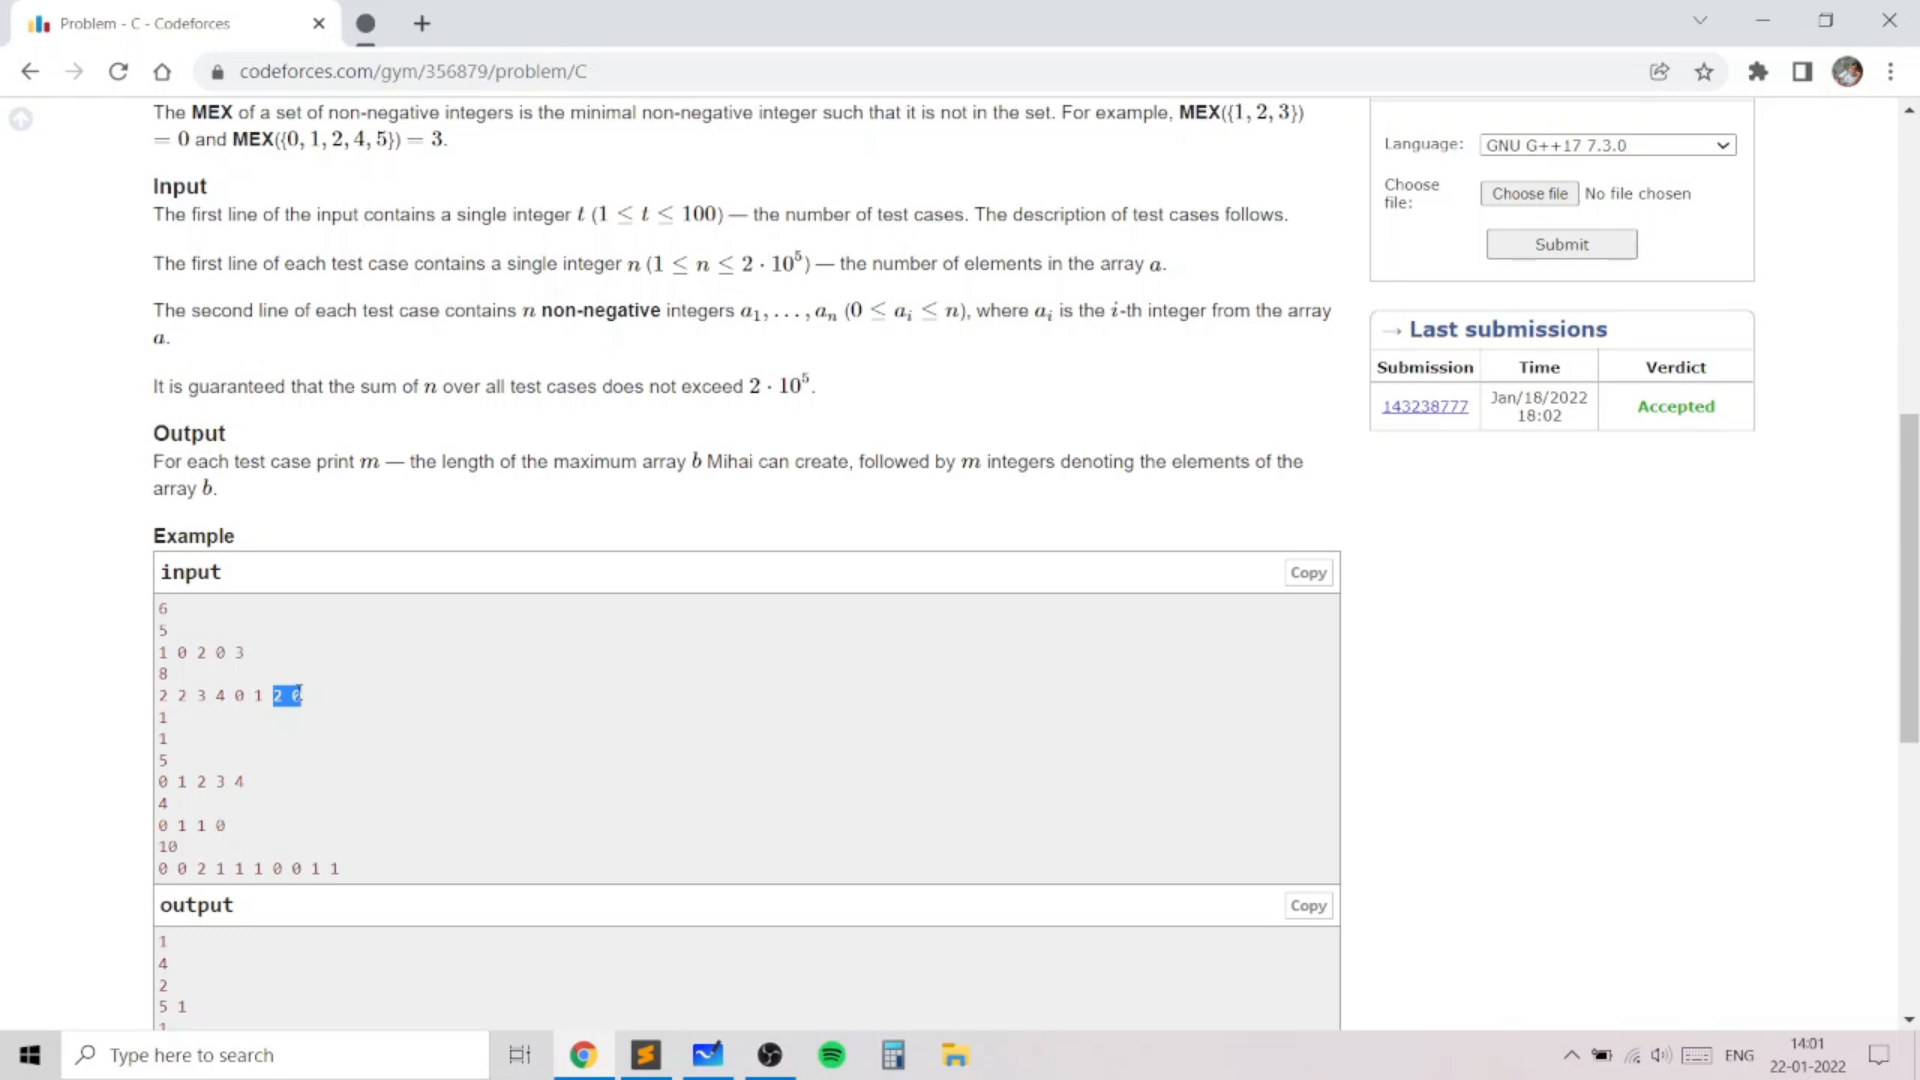 Problem - C - Codeforces
codeforces.com/gym/356879/problem/C
The MEX of a set of non-negative integers is the minimal non-negative integer such that it is not in the set. For example, MEX({1, 2, 3})
= 0 and MEX({0, 1, 2, 4, 5}) = 3.
Input
The first line of the input contains a single integer t (1 ≤ t ≤ 100) — the number of test cases. The description of test cases follows.
The first line of each test case contains a single integer n (1 ≤ n ≤ 2 · 10⁵) — the number of elements in the array a.
The second line of each test case contains n non-negative integers a₁, . . . , aₙ (0 ≤ aᵢ ≤ n), where aᵢ is the i-th integer from the array
a.
It is guaranteed that the sum of n over all test cases does not exceed 2 · 10⁵.
Output
For each test case print m — the length of the maximum array b Mihai can create, followed by m integers denoting the elements of the
array b.
Example
input
Copy
6
5
1 0 2 0 3
8
2 2 3 4 0 1 2 0
1
1
5
0 1 2 3 4
4
0 1 1 0
10
0 0 2 1 1 1 0 0 1 1
output
Copy
1
4
2
5 1
1
Language:
GNU G++17 7.3.0
Choose
file:
Choose file No file chosen
Submit
→ Last submissions
Submission Time Verdict
143238777 Jan/18/2022
18:02 Accepted
Type here to search
ENG
14:01
22-01-2022